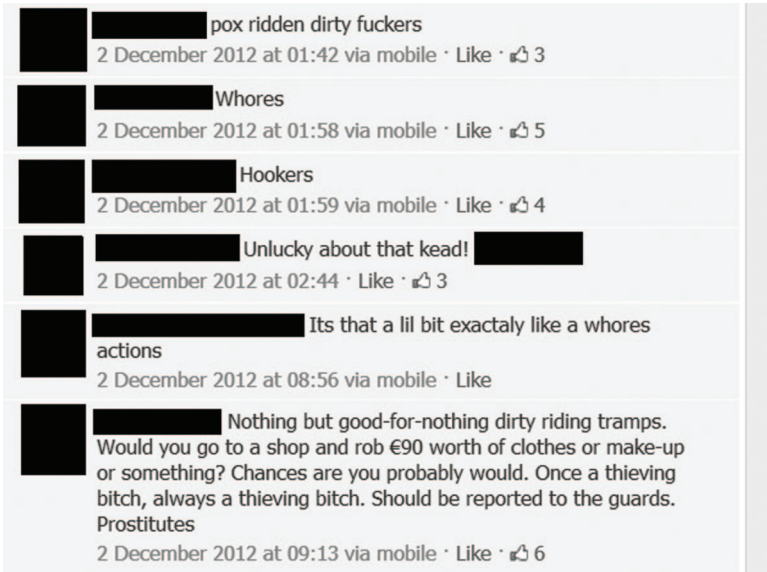 pox ridden dirty fuckers
2 December 2012 at 01:42 via mobile · Like · 3
Whores
2 December 2012 at 01:58 via mobile · Like · 5
Hookers
2 December 2012 at 01:59 via mobile · Like · 4
Unlucky about that kead!
2 December 2012 at 02:44 · Like · 3
Its that a lil bit exactaly like a whores
actions
2 December 2012 at 08:56 via mobile · Like
Nothing but good-for-nothing dirty riding tramps.
Would you go to a shop and rob €90 worth of clothes or make-up
or something? Chances are you probably would. Once a thieving
bitch, always a thieving bitch. Should be reported to the guards.
Prostitutes
2 December 2012 at 09:13 via mobile · Like · 6